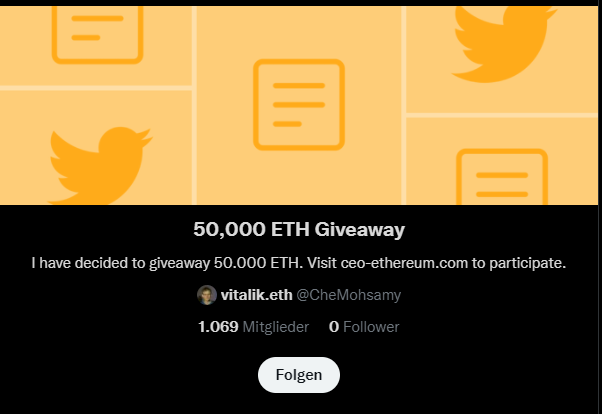 50,000 ETH Giveaway
I have decided to giveaway 50.000 ETH. Visit ceo-ethereum.com to participate.
vitalik.eth @CheMohsamy
1.069 Mitglieder 0 Follower
Folgen